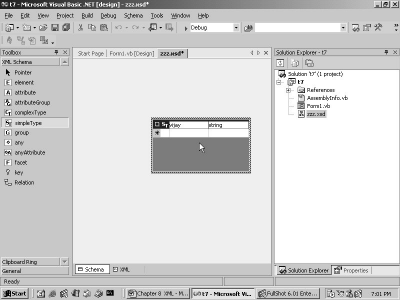 t7 - Microsoft Visual Basic .NET [design] - zzz.xsd*
File Edit View Project Build Debug Schema Tools Window Help
Debug
Toolbox
XML Schema
Pointer
element
attribute
attributeGroup
complexType
simpleType
group
any
anyAttribute
facet
key
Relation
Clipboard Ring
General
Start Page Form1.vb [Design] zzz.xsd*
vijay string
Schema XML
Solution Explorer - t7
Solution 't7' (1 project)
t7
References
AssemblyInfo.vb
Form1.vb
zzz.xsd
Solution Explorer Properties
Ready
Start
Chapter 8 XML - M...
t7 - Microsoft Vi...
FullShot 6.01 Ente...
7:01 PM